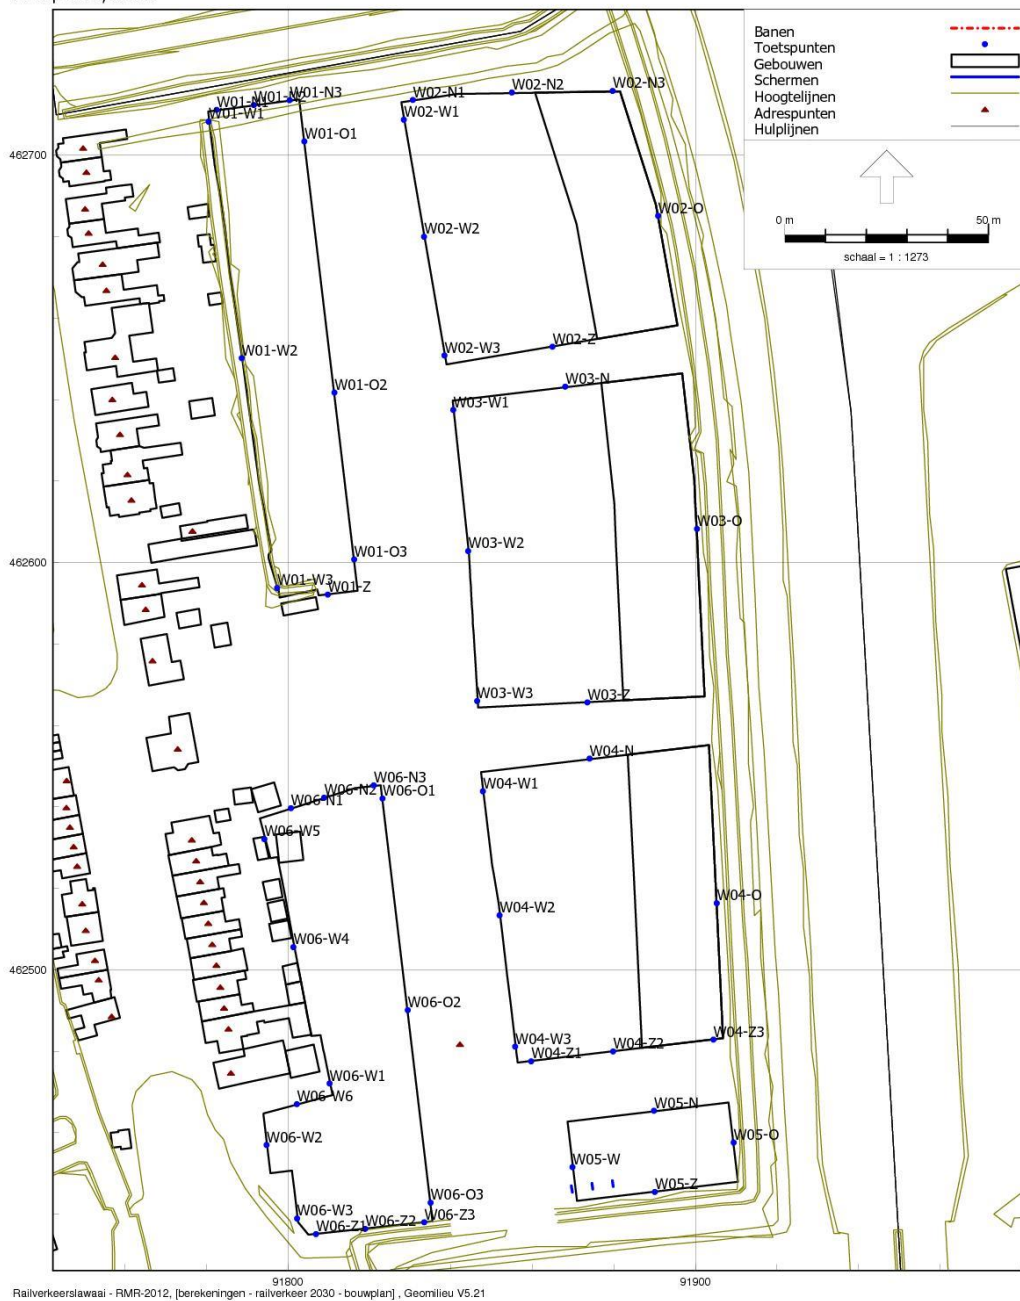 Banen
Toetspunten
Gebouwen
Schermen
Hoogtelijnen
Adrespunten
Hulplijnen
0 m 50 m
schaal = 1 : 1273
W01-N1
W01-N2
W01-N3
W01-W1
W01-O1
W02-N1
W02-N2
W02-N3
W02-W1
462700
W02-O
W02-W2
W02-W3
W02-Z
W01-W2
W01-O2
W03-N
W03-W1
W03-O
W03-W2
W01-O3
462600
W01-W3
W01-Z
W03-W3
W03-Z
W04-N
W04-W1
W06-N3
W06-N2
W06-N1
W06-O1
W06-W5
W04-O
W04-W2
W06-W4
462500
W06-O2
W04-W3
W04-Z1
W04-Z2
W04-Z3
W06-W1
W06-W6
W05-N
W06-W2
W05-O
W05-W
W05-Z
W06-W3
W06-O3
W06-Z1
W06-Z2
W06-Z3
91800 91900
Railverkeerslawaai - RMR-2012, [berekeningen - railverkeer 2030 - bouwplan] , Geomilieu V5.21